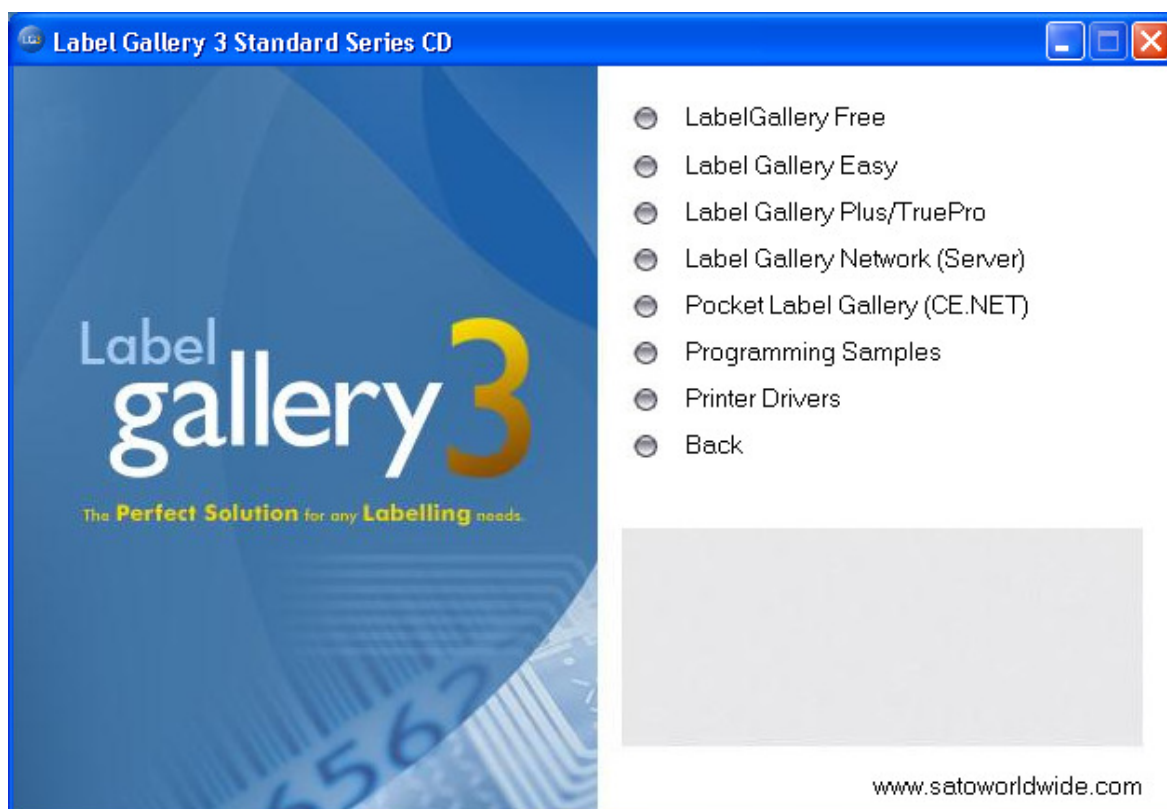 Label Gallery 3 Standard Series CD
LabelGallery Free
Label Gallery Easy
Label Gallery Plus/TruePro
Label Gallery Network (Server)
Pocket Label Gallery (CE.NET)
Programming Samples
Printer Drivers
Back
Label
gallery3
The Perfect Solution for any Labelling needs.
6562
www.satoworldwide.com